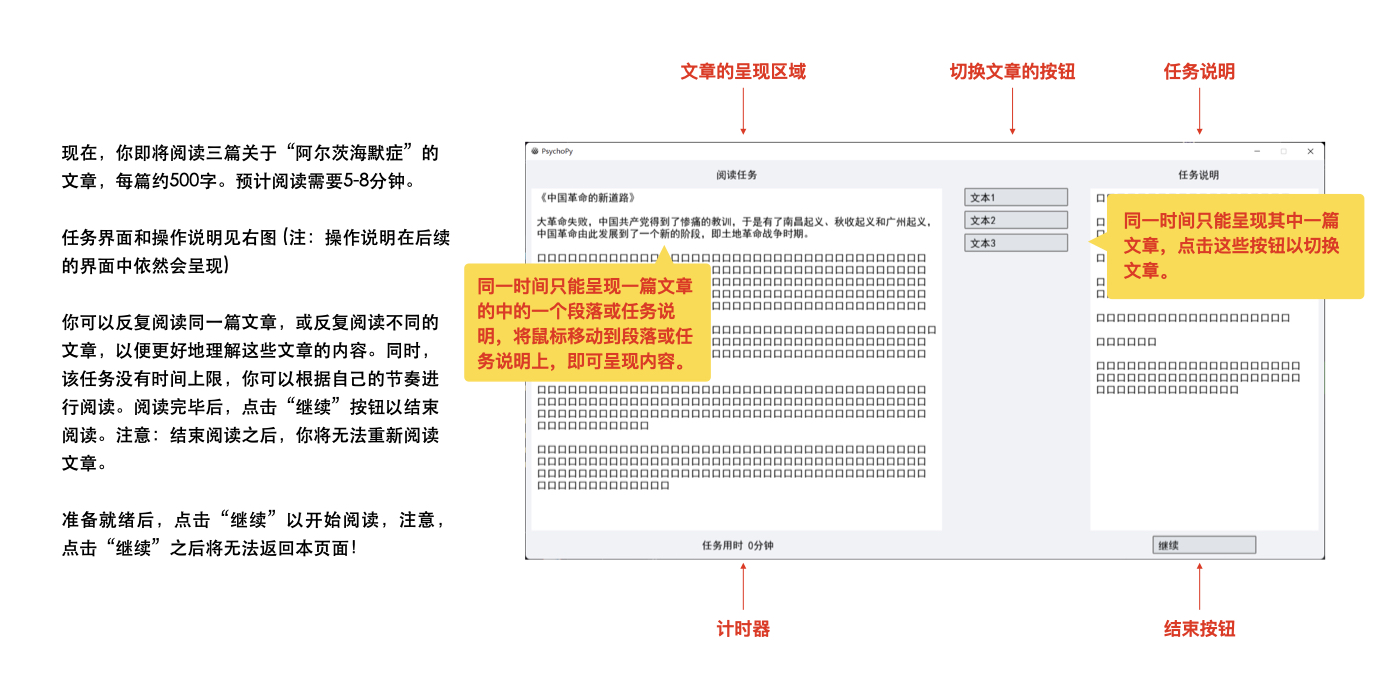 文章的呈现区域
切换文章的按钮
任务说明
现在，你即将阅读三篇关于“阿尔茨海默症”的
文章，每篇约500字。预计阅读需要5-8分钟。
任务界面和操作说明见右图 (注：操作说明在后续
的界面中依然会呈现)
你可以反复阅读同一篇文章，或反复阅读不同的
文章，以便更好地理解这些文章的内容。同时，
该任务没有时间上限，你可以根据自己的节奏进
行阅读。阅读完毕后，点击“继续”按钮以结束
阅读。注意：结束阅读之后，你将无法重新阅读
文章。
准备就绪后，点击“继续”以开始阅读，注意，
点击“继续”之后将无法返回本页面！
PsychoPy
阅读任务
《中国革命的新道路》
大革命失败，中国共产党得到了惨痛的教训，于是有了南昌起义、秋收起义和广州起义，
中国革命由此发展到了一个新的阶段，即土地革命战争时期。
同一时间只能呈现一篇文章
的中的一个段落或任务说
明，将鼠标移动到段落或任
务说明上，即可呈现内容。
文本1
文本2
文本3
任务说明
同一时间只能呈现其中一篇
文章，点击这些按钮以切换
文章。
任务用时 0分钟
继续
计时器
结束按钮